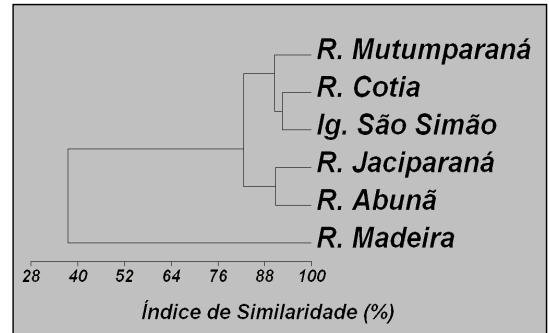 R. Mutumparaná
R. Cotia
Ig. São Simão
R. Jaciparaná
R. Abunã
R. Madeira
28 40 52 64 76 88 100
Índice de Similaridade (%)